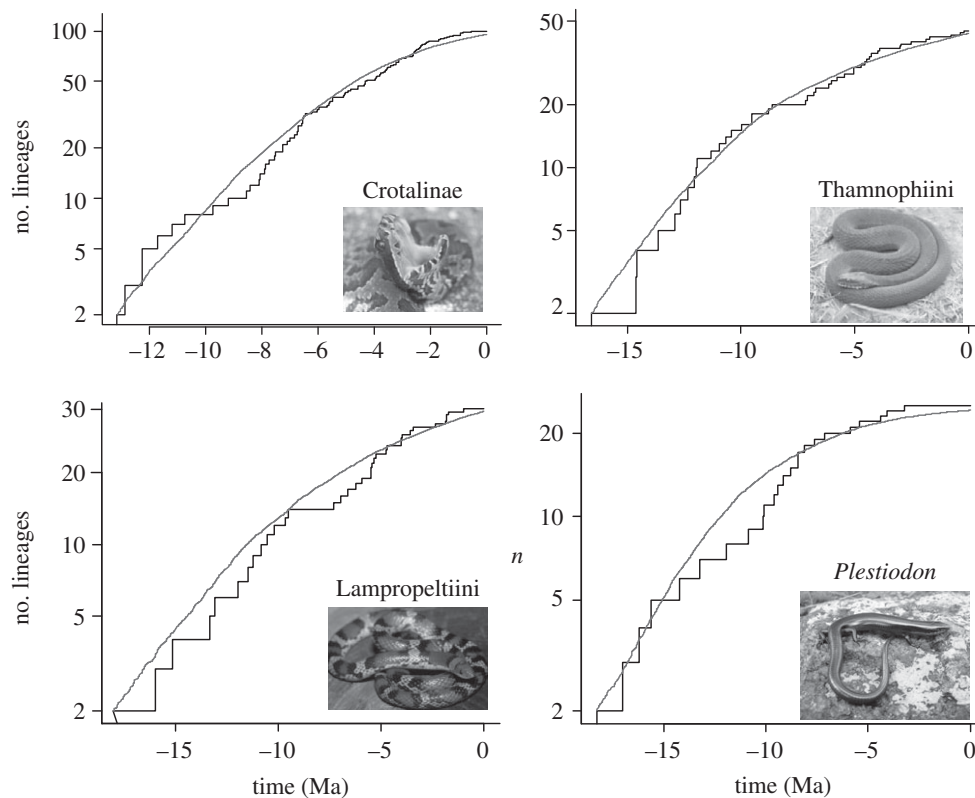 100
50
20
10
5
2
no. lineages
Crotalinae
–12 –10 –8 –6 –4 –2 0
50
20
10
5
2
Thamnophiini
–15 –10 –5 0
30
20
10
5
2
no. lineages
Lampropeltiini
–15 –10 –5 0
time (Ma)
20
10
5
2
n
Plestiodon
–15 –10 –5 0
time (Ma)